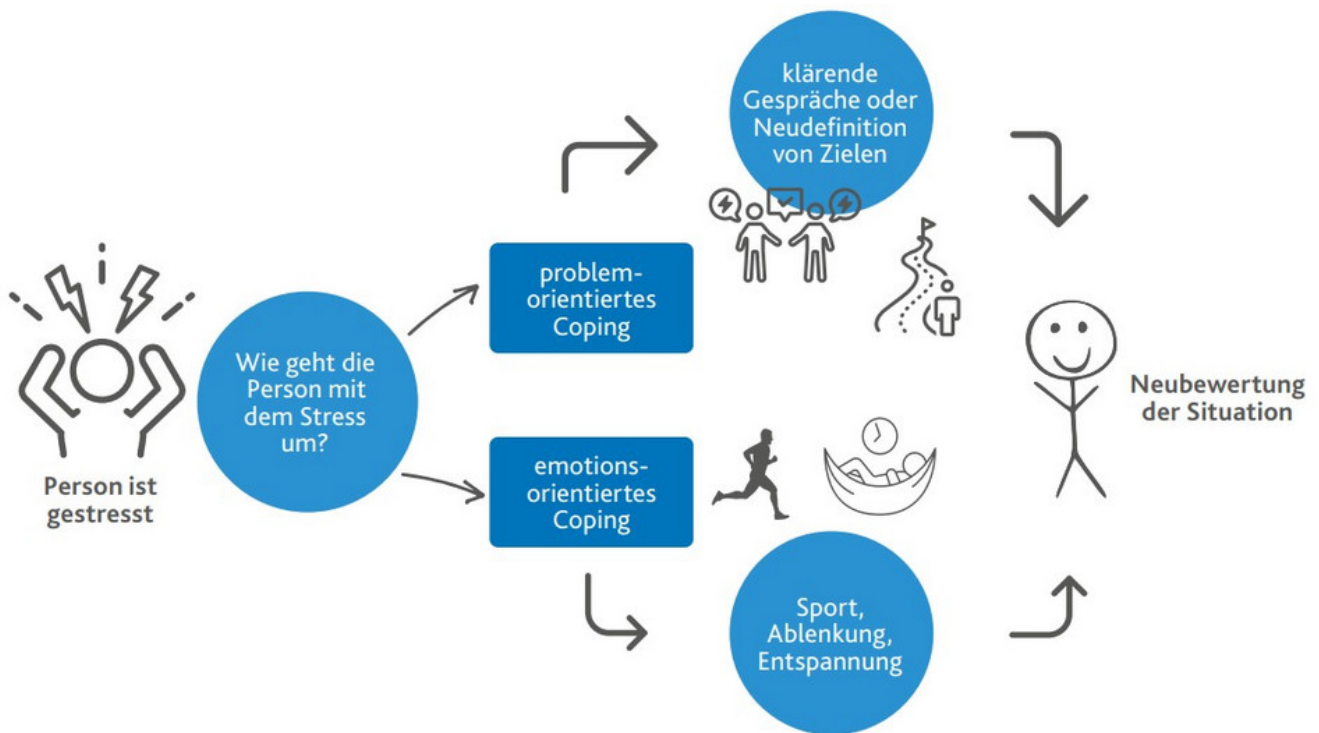 Person ist
gestresst
Wie geht die
Person mit
dem Stress
um?
problem-
orientiertes
Coping
klärende
Gespräche oder
Neudefinition
von Zielen
emotions-
orientiertes
Coping
Sport,
Ablenkung,
Entspannung
Neubewertung
der Situation